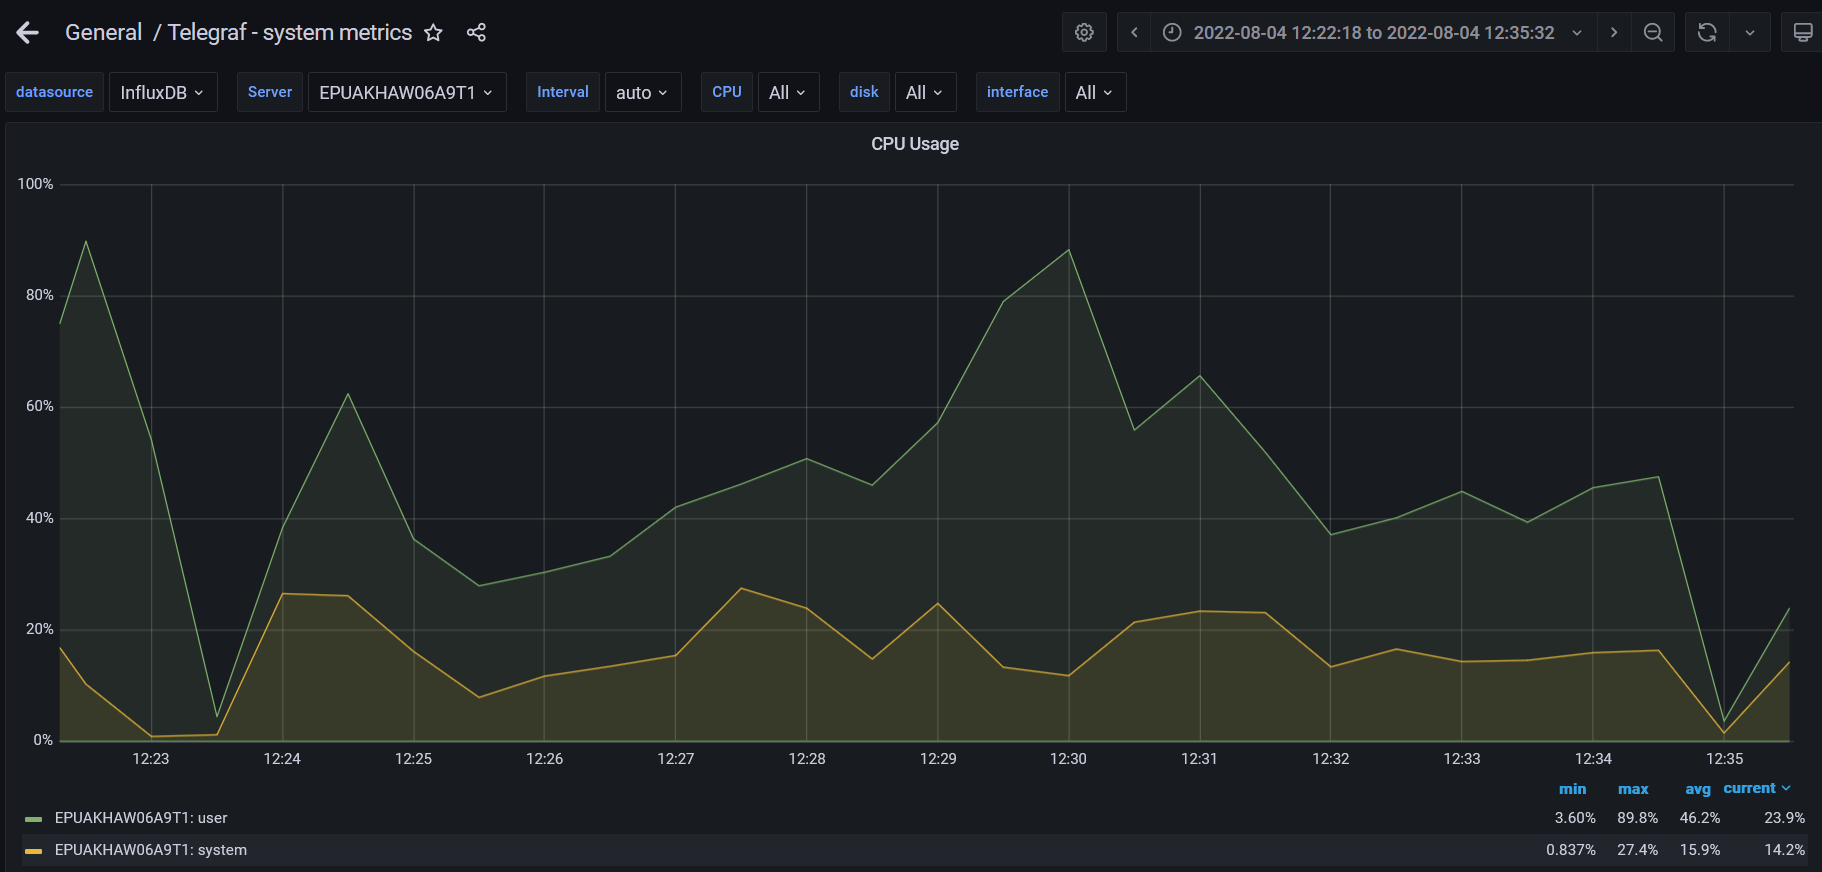 General / Telegraf - system metrics
2022-08-04 12:22:18 to 2022-08-04 12:35:32
datasource InfluxDB Server EPUAKHAW06A9T1 Interval auto CPU All disk All interface All
CPU Usage
100%
80%
60%
40%
20%
0%
12:23 12:24 12:25 12:26 12:27 12:28 12:29 12:30 12:31 12:32 12:33 12:34 12:35
min max avg current
EPUAKHAW06A9T1: user 3.60% 89.8% 46.2% 23.9%
EPUAKHAW06A9T1: system 0.837% 27.4% 15.9% 14.2%